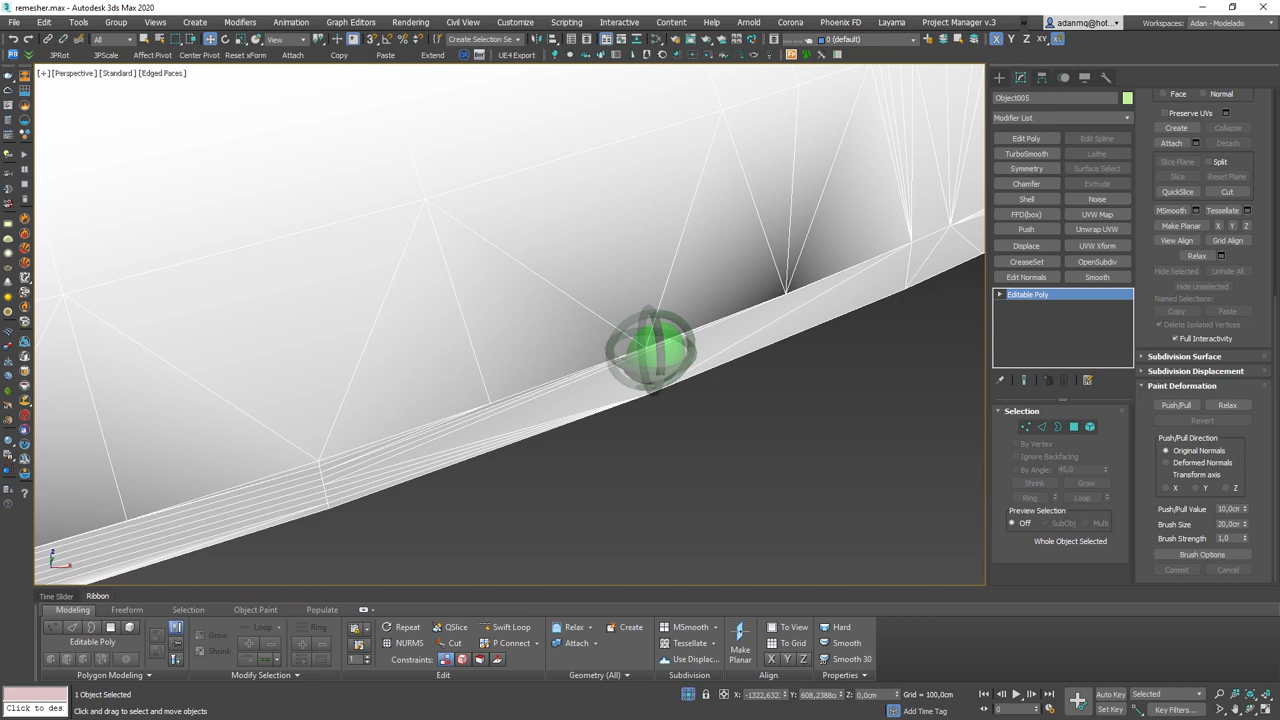 remesher.max - Autodesk 3ds Max 2020
File Edit Tools Group Views Create Modifiers Animation Graph Editors Rendering Civil View Customize Scripting Interactive Content Phoenix FD Arnold Corona Phoenix FD Layama Project Manager v.3 adanmq@hot... Workspaces: Adan - Modelado
All View Create Selection Se 0 (default) X Y Z XY
3PRot 3PScale Affect Pivot Center Pivot Reset xForm Attach Copy Paste Extend UE4 Export
[+] [Perspective] [Standard] [Edged Faces]
Object005
Modifier List
Edit Poly Edit Spline
TurboSmooth Lathe
Symmetry Surface Select
Chamfer Extrude
Shell Noise
FFD(box) UVW Map
Push Unwrap UVW
Displace UVW Xform
CreaseSet OpenSubdiv
Edit Normals Smooth
Editable Poly
Selection
By Vertex
Ignore Backfacing
By Angle: 45,0
Shrink Grow
Ring Loop
Preview Selection
Off SubObj Multi
Whole Object Selected
Face Normal
Preserve UVs
Create Collapse
Attach Detach
Slice Plane Split
Slice Reset Plane
QuickSlice Cut
MSmooth Tessellate
Make Planar X Y Z
View Align Grid Align
Relax
Hide Selected Unhide All
Hide Unselected
Named Selections:
Copy Paste
Delete Isolated Vertices
Full Interactivity
Subdivision Surface
Subdivision Displacement
Paint Deformation
Push/Pull Relax
Revert
Push/Pull Direction
Original Normals
Deformed Normals
Transform axis
X Y Z
Push/Pull Value 10,0cm
Brush Size 20,0cm
Brush Strength 1,0
Brush Options
Commit Cancel
Time Slider Ribbon
Modeling Freeform Selection Object Paint Populate
Editable Poly
Polygon Modeling
Loop Ring
Grow
Shrink
Modify Selection
Repeat QSlice Swift Loop
NURMS Cut P Connect
1 Constraints:
Edit
Relax Create
Attach
Geometry (All)
MSmooth
Tessellate
Use Displac...
Subdivision
Make Planar
To View
To Grid
X Y Z
Align
Hard
Smooth
Smooth 30
Properties
1 Object Selected
Click to des
Click and drag to select and move objects
X: -1322,632 Y: 608,2388 Z: 0,0cm Grid = 100,0cm
Add Time Tag
0
Auto Key Selected
Set Key Key Filters...